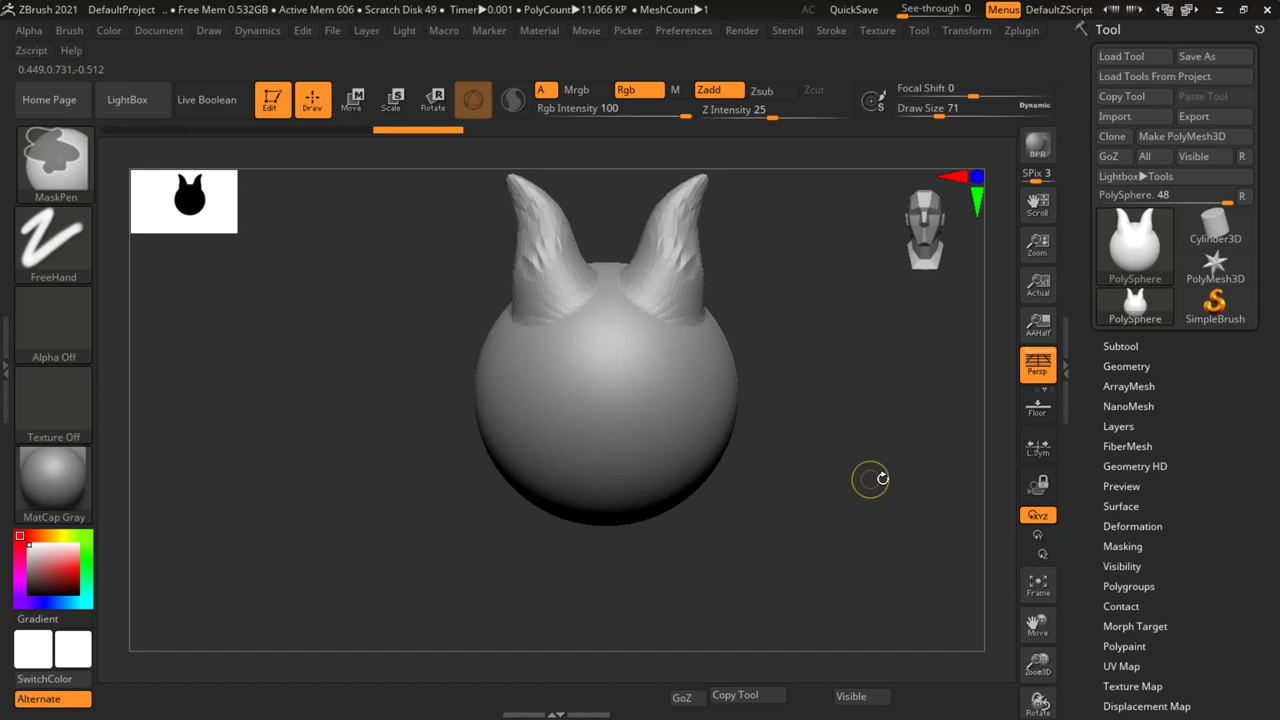 ZBrush 2021 DefaultProject .. • Free Mem 0.532GB • Active Mem 606 • Scratch Disk 49 • Timer▶0.001 • PolyCount▶11.066 KP • MeshCount▶1 AC QuickSave See-through 0 Menus DefaultZScript
Alpha Brush Color Document Draw Dynamics Edit File Layer Light Macro Marker Material Movie Picker Preferences Render Stencil Stroke Texture Tool Transform Zplugin
Zscript Help
0.449,0.731,-0.512
Home Page LightBox Live Boolean Edit Draw Move Scale Rotate
A Mrgb Rgb M Zadd Zsub Zcut
Rgb Intensity 100 Z Intensity 25
S
Focal Shift 0
Draw Size 71 Dynamic
MaskPen
FreeHand
Alpha Off
Texture Off
MatCap Gray
Gradient
SwitchColor
Alternate
BPR
SPix 3
Scroll
Zoom
Actual
AAHalf
Persp
Floor
L.Sym
XYZ
Y
Z
Frame
Move
Zoom3D
Rotate
GoZ Copy Tool Visible
Tool
Load Tool Save As
Load Tools From Project
Copy Tool Paste Tool
Import Export
Clone Make PolyMesh3D
GoZ All Visible R
Lightbox▶Tools
PolySphere. 48 R
PolySphere Cylinder3D
PolyMesh3D
PolySphere SimpleBrush
Subtool
Geometry
ArrayMesh
NanoMesh
Layers
FiberMesh
Geometry HD
Preview
Surface
Deformation
Masking
Visibility
Polygroups
Contact
Morph Target
Polypaint
UV Map
Texture Map
Displacement Map